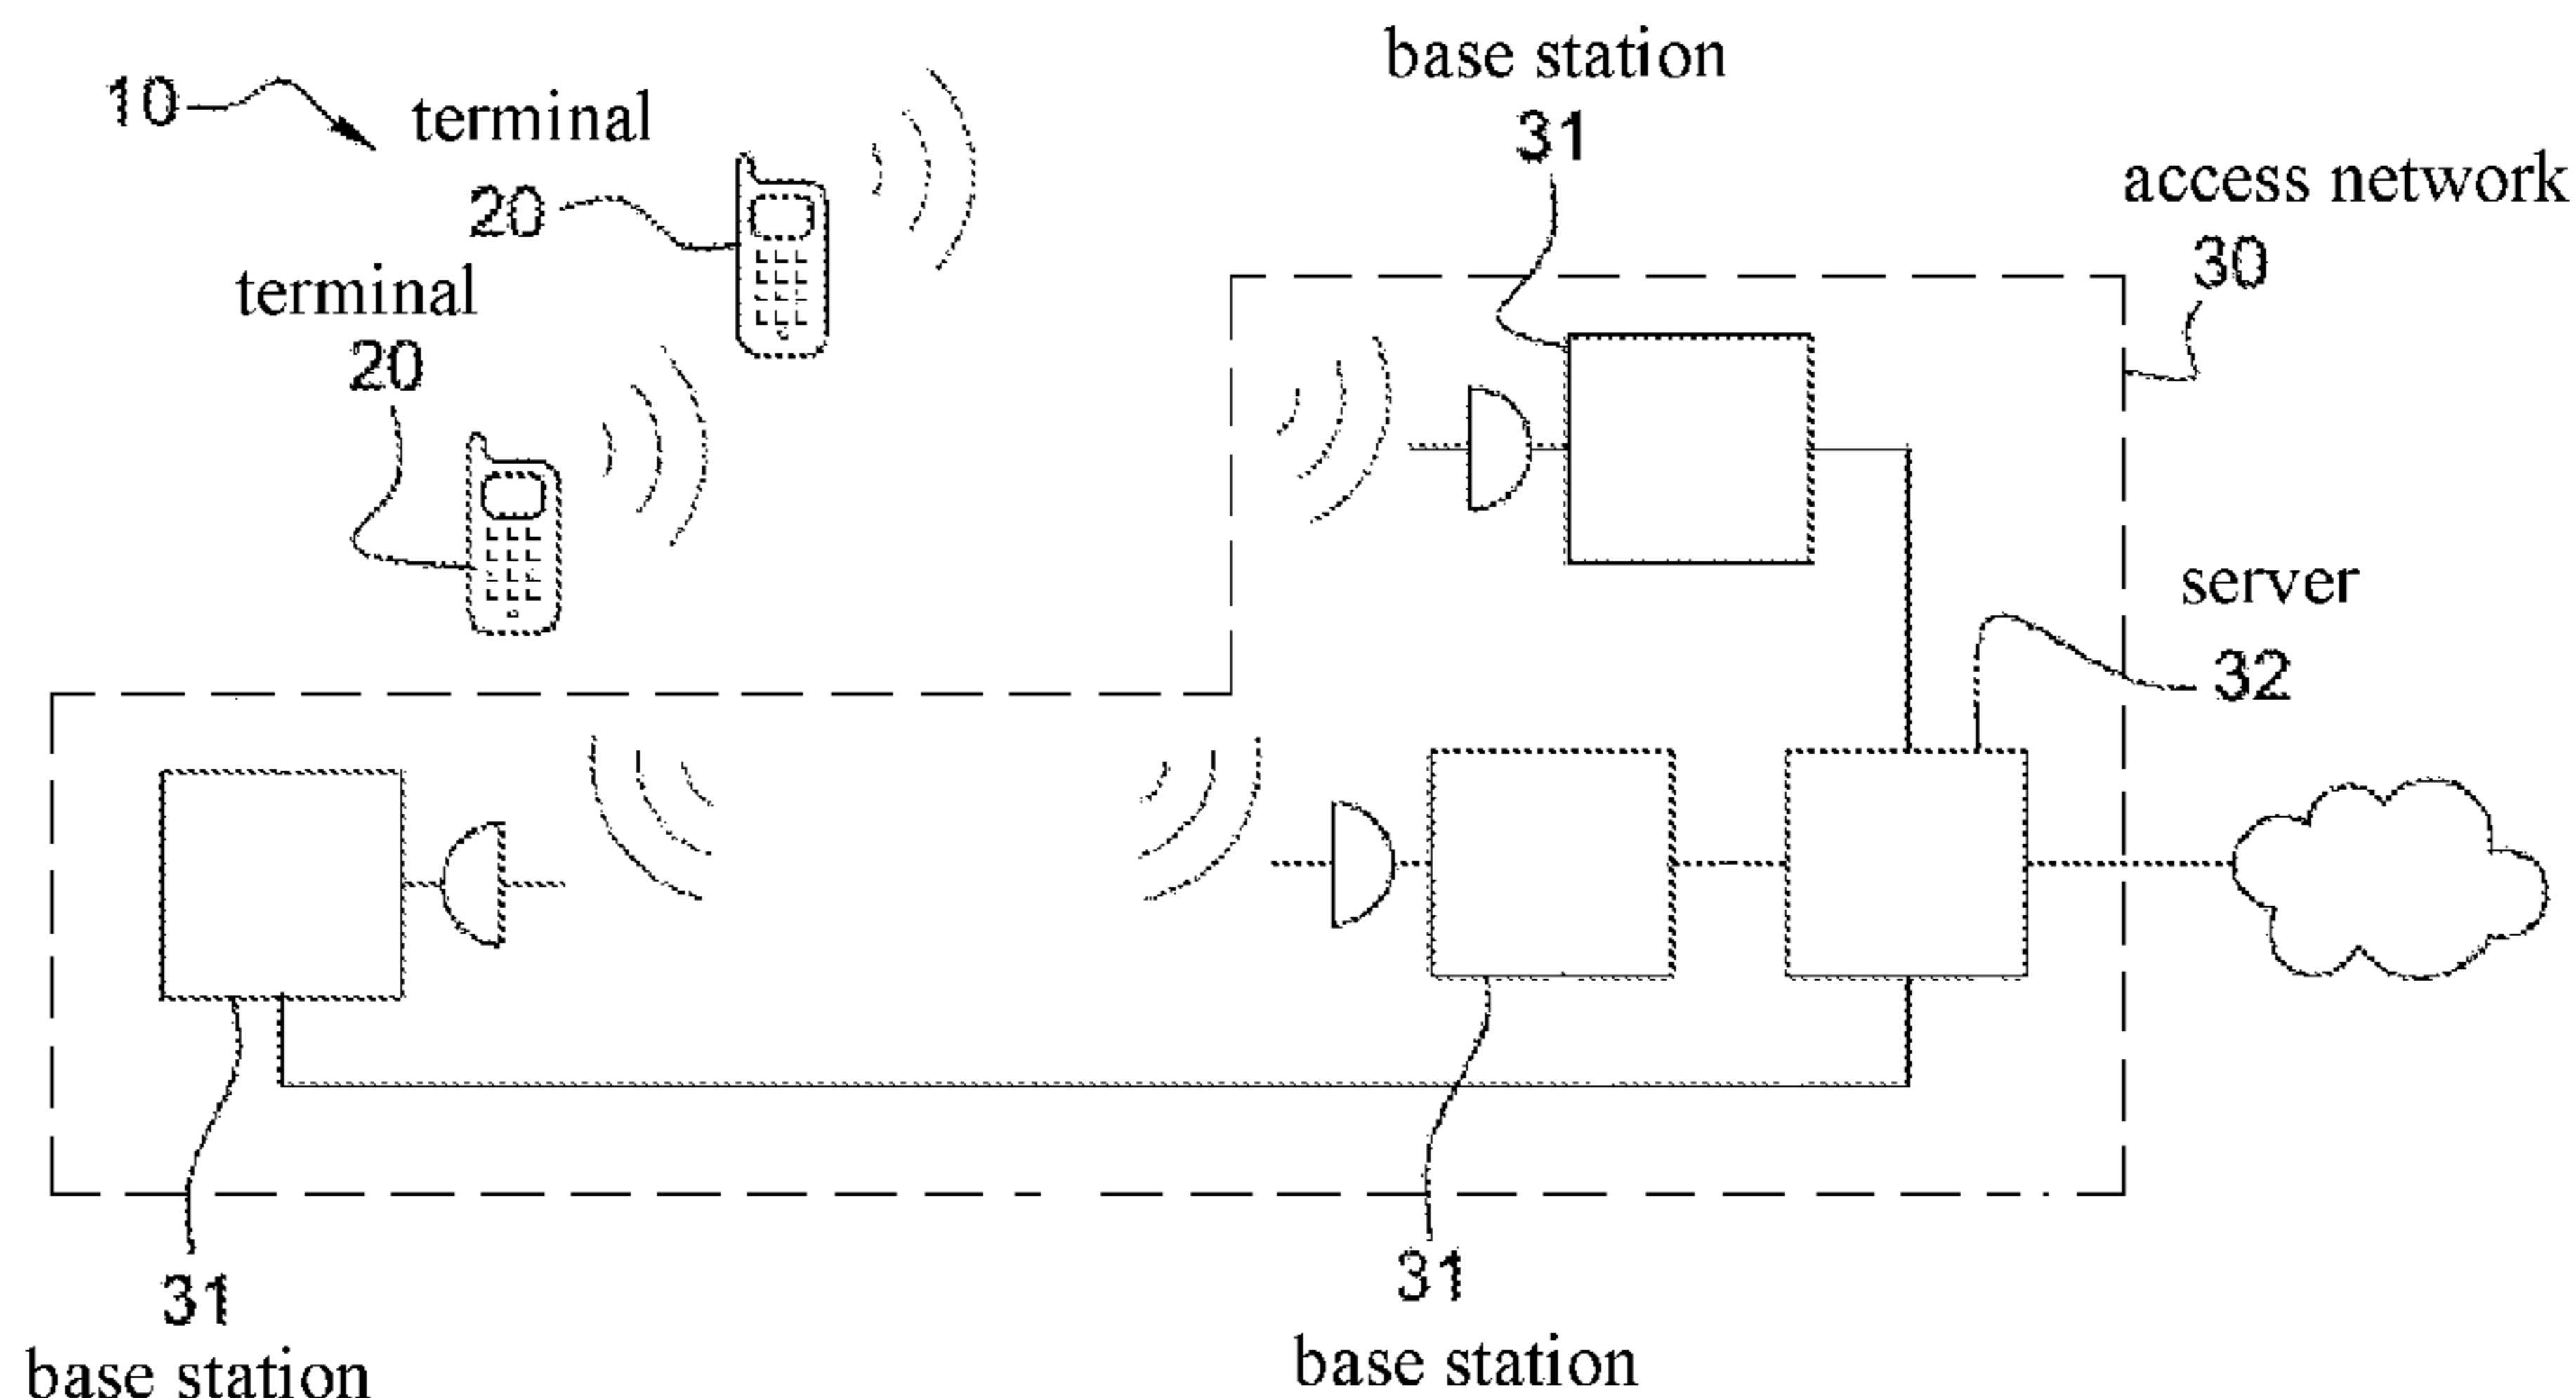 10
terminal
20
terminal
20
base station
31
access network
30
server
32
31
base station
31
base station